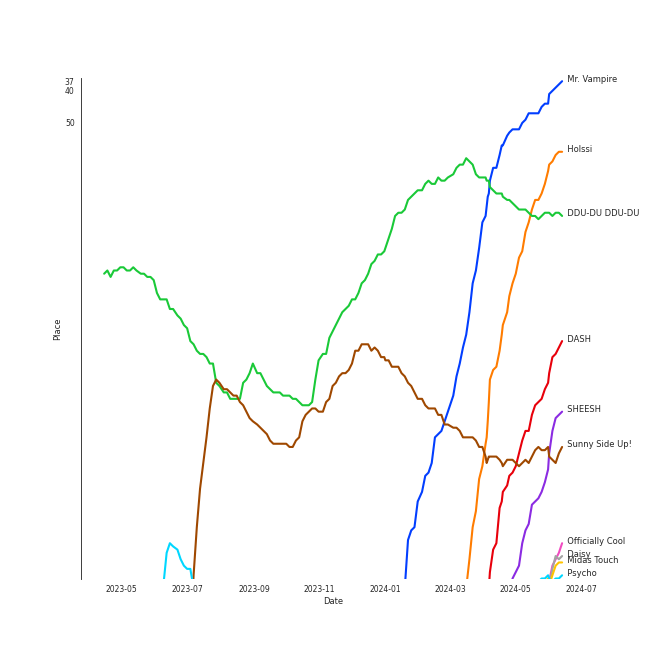 37
40
50
Place
Mr. Vampire
Holssi
DDU-DU DDU-DU
DASH
SHEESH
Sunny Side Up!
Officially Cool
Daisy
Midas Touch
Psycho
2023-05
2023-07
2023-09
2023-11
2024-01
2024-03
2024-05
2024-07
Date